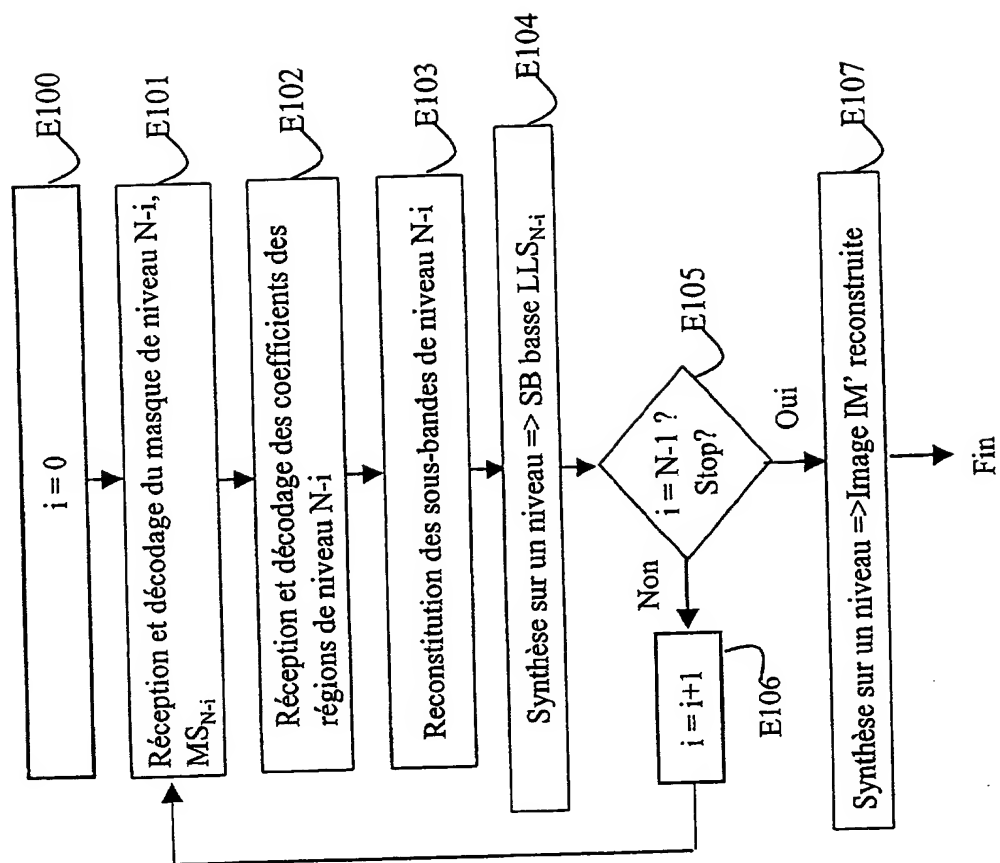 i = 0
E100
Réception et décodage du masque de niveau N-i,
MS_{N-i}
E101
Réception et décodage des coefficients des
régions de niveau N-i
E102
Reconstitution des sous-bandes de niveau N-i
E103
Synthèse sur un niveau => SB basse LLS_{N-i}
E104
i = N-1 ?
Stop?
E105
Non
Oui
i = i+1
E106
Synthèse sur un niveau =>Image IM' reconstruite
E107
Fin